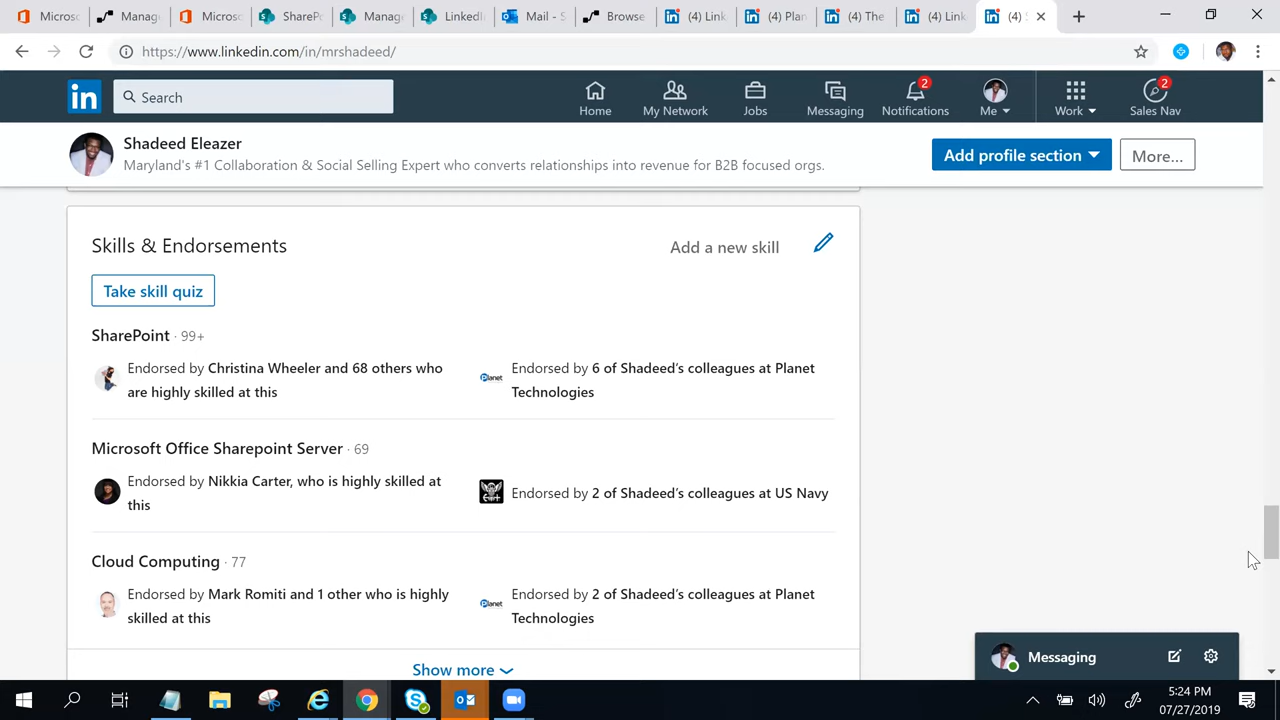 Microso
Manag
Microso
SharePo
Manag
LinkedIn
Mail - S
Browse
(4) Link
(4) Plan
(4) The
(4) Link
(4) S
https://www.linkedin.com/in/mrshadeed/
in
Search
Home
My Network
Jobs
Messaging
2
Notifications
Me
Work
2
Sales Nav
Shadeed Eleazer
Maryland's #1 Collaboration & Social Selling Expert who converts relationships into revenue for B2B focused orgs.
Add profile section
More...
Skills & Endorsements
Add a new skill
Take skill quiz
SharePoint · 99+
Endorsed by Christina Wheeler and 68 others who
are highly skilled at this
Planet
Endorsed by 6 of Shadeed's colleagues at Planet
Technologies
Microsoft Office Sharepoint Server · 69
Endorsed by Nikkia Carter, who is highly skilled at
this
Endorsed by 2 of Shadeed's colleagues at US Navy
Cloud Computing · 77
Endorsed by Mark Romiti and 1 other who is highly
skilled at this
Planet
Endorsed by 2 of Shadeed's colleagues at Planet
Technologies
Show more
Messaging
5:24 PM
07/27/2019